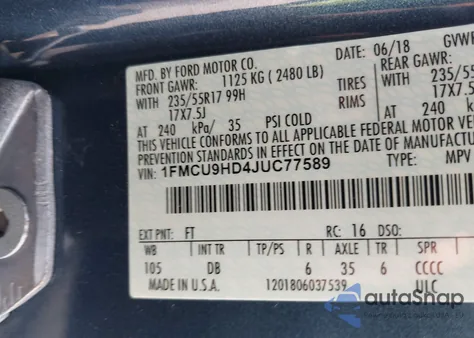 MFD. BY FORD MOTOR CO. DATE: 06/18 GVWR
FRONT GAWR: 1125 KG ( 2480 LB) REAR GAWR:
WITH 235/55R17 99H TIRES 235/55
17X7.5J RIMS 17X7.5
AT 240 kPa/ 35 PSI COLD AT 240
THIS VEHICLE CONFORMS TO ALL APPLICABLE FEDERAL MOTOR VEH
PREVENTION STANDARDS IN EFFECT ON THE DATE OF MANUFACTUR
VIN: 1FMCU9HD4JUC77589 TYPE: MPV
EXT PNT: FT RC: 16 DSO:
WB INT TR TP/PS R AXLE TR SPR
105 DB 6 35 6 CCCC
MADE IN U.S.A. 1201806037539 ULC
autoAstap